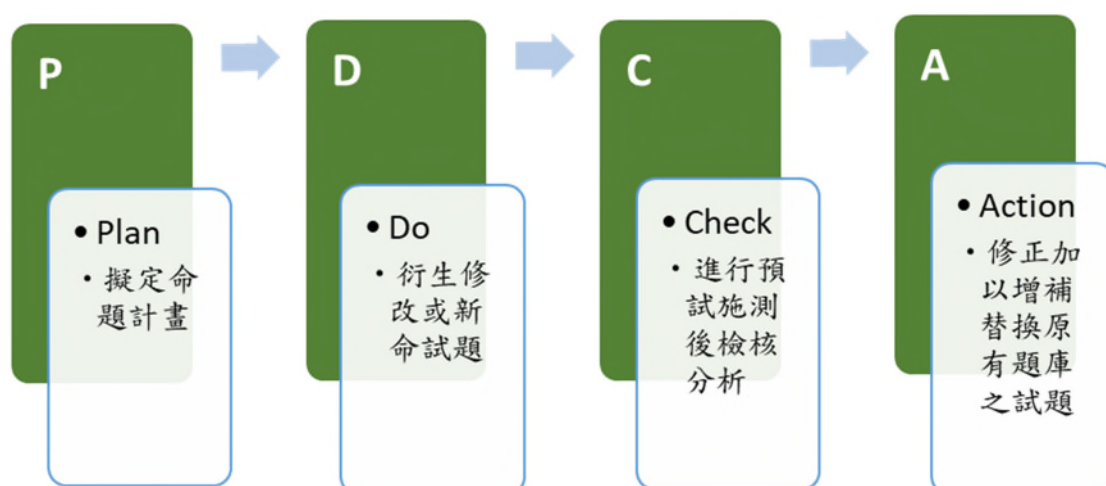 P
• Plan
• 擬定命
題計畫
D
• Do
• 衍生修
改或新
命試題
C
• Check
• 進行預
試施測
後檢核
分析
A
• Action
• 修正加
以增補
替換原
有題庫
之試題